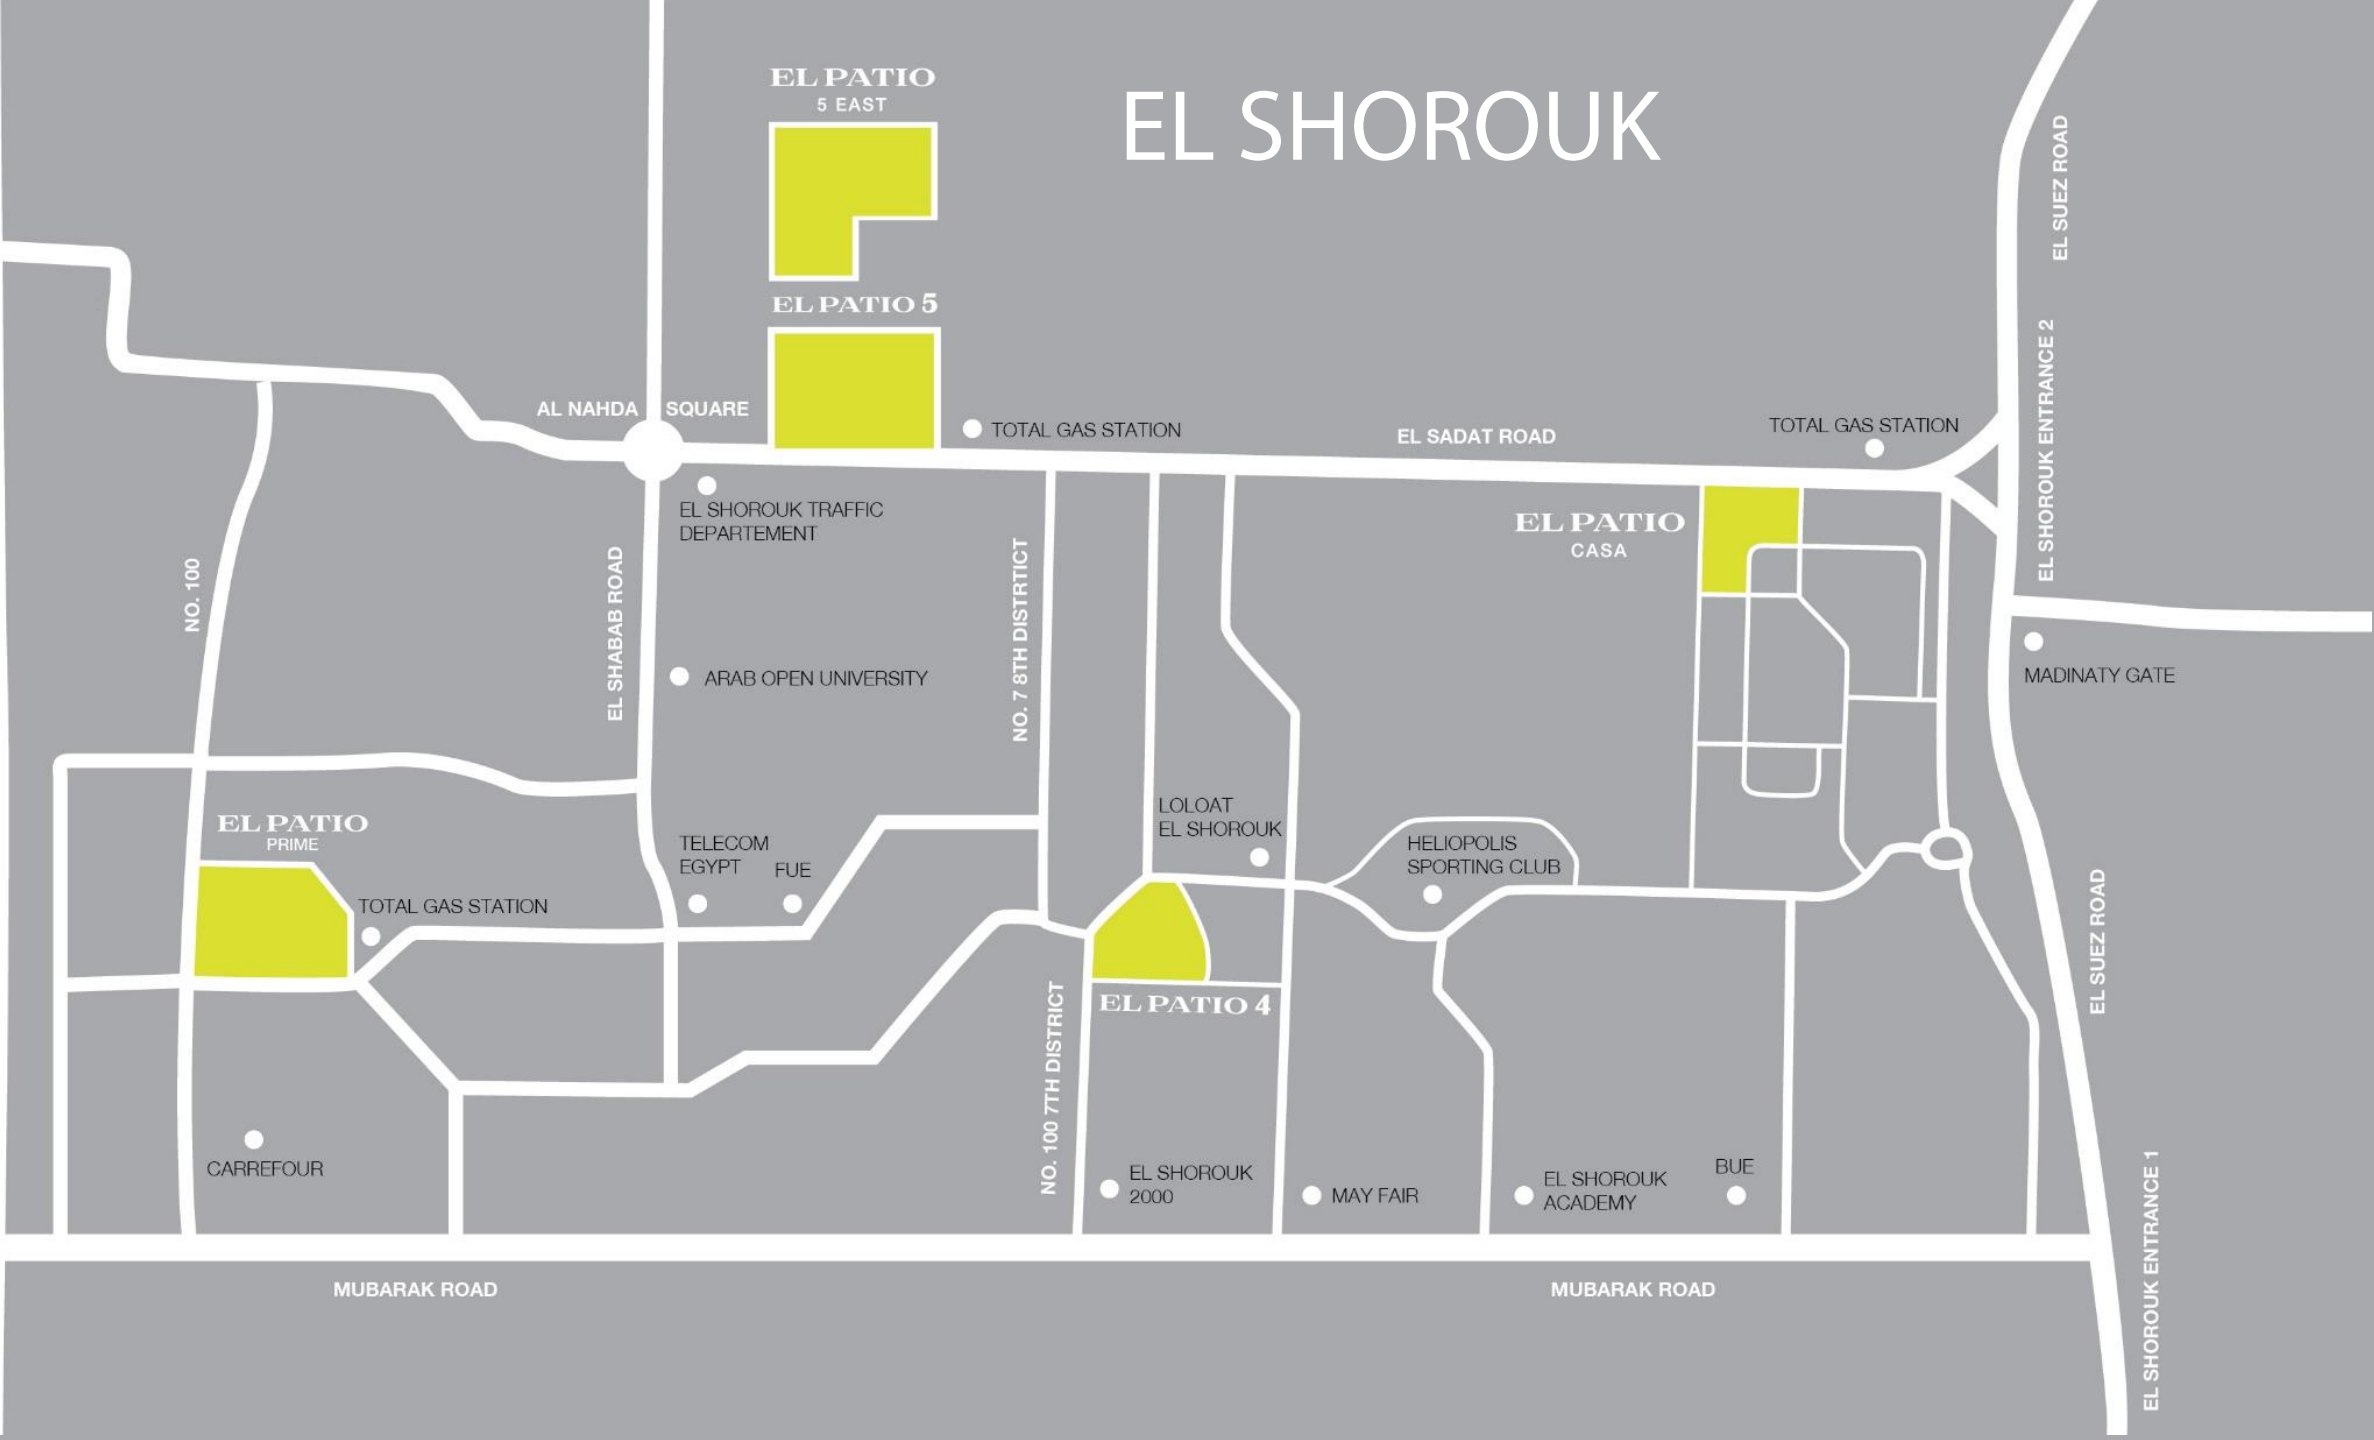 EL PATIO
5 EAST
EL SHOROUK
EL SUEZ ROAD
EL PATIO 5
EL SHOROUK ENTRANCE 2
AL NAHDA SQUARE
TOTAL GAS STATION
EL SADAT ROAD
TOTAL GAS STATION
EL SHOROUK TRAFFIC
DEPARTEMENT
EL PATIO
CASA
NO. 100
EL SHABAB ROAD
NO. 7 8TH DISTRTICT
ARAB OPEN UNIVERSITY
MADINATY GATE
EL PATIO
PRIME
TELECOM
EGYPT
FUE
LOLOAT
EL SHOROUK
HELIOPOLIS
SPORTING CLUB
TOTAL GAS STATION
EL SUEZ ROAD
EL PATIO 4
NO. 100 7TH DISTRICT
CARREFOUR
EL SHOROUK
2000
MAY FAIR
EL SHOROUK
ACADEMY
BUE
EL SHOROUK ENTRANCE 1
MUBARAK ROAD
MUBARAK ROAD